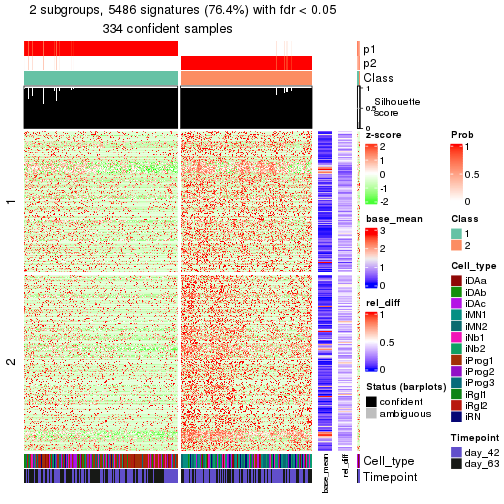 2 subgroups, 5486 signatures (76.4%) with fdr < 0.05
334 confident samples
p1
p2
Class
1
0.5
0
Silhouette
score
1
2
base_mean
rel_diff
Cell_type
Timepoint
z-score
2
1
0
-1
-2
base_mean
3
2
1
0
rel_diff
1
0.5
0
Status (barplots)
confident
ambiguous
Prob
1
0.5
0
Class
1
2
Cell_type
iDAa
iDAb
iDAc
iMN1
iMN2
iNb1
iNb2
iProg1
iProg2
iProg3
iRgl1
iRgl2
iRN
Timepoint
day_42
day_63